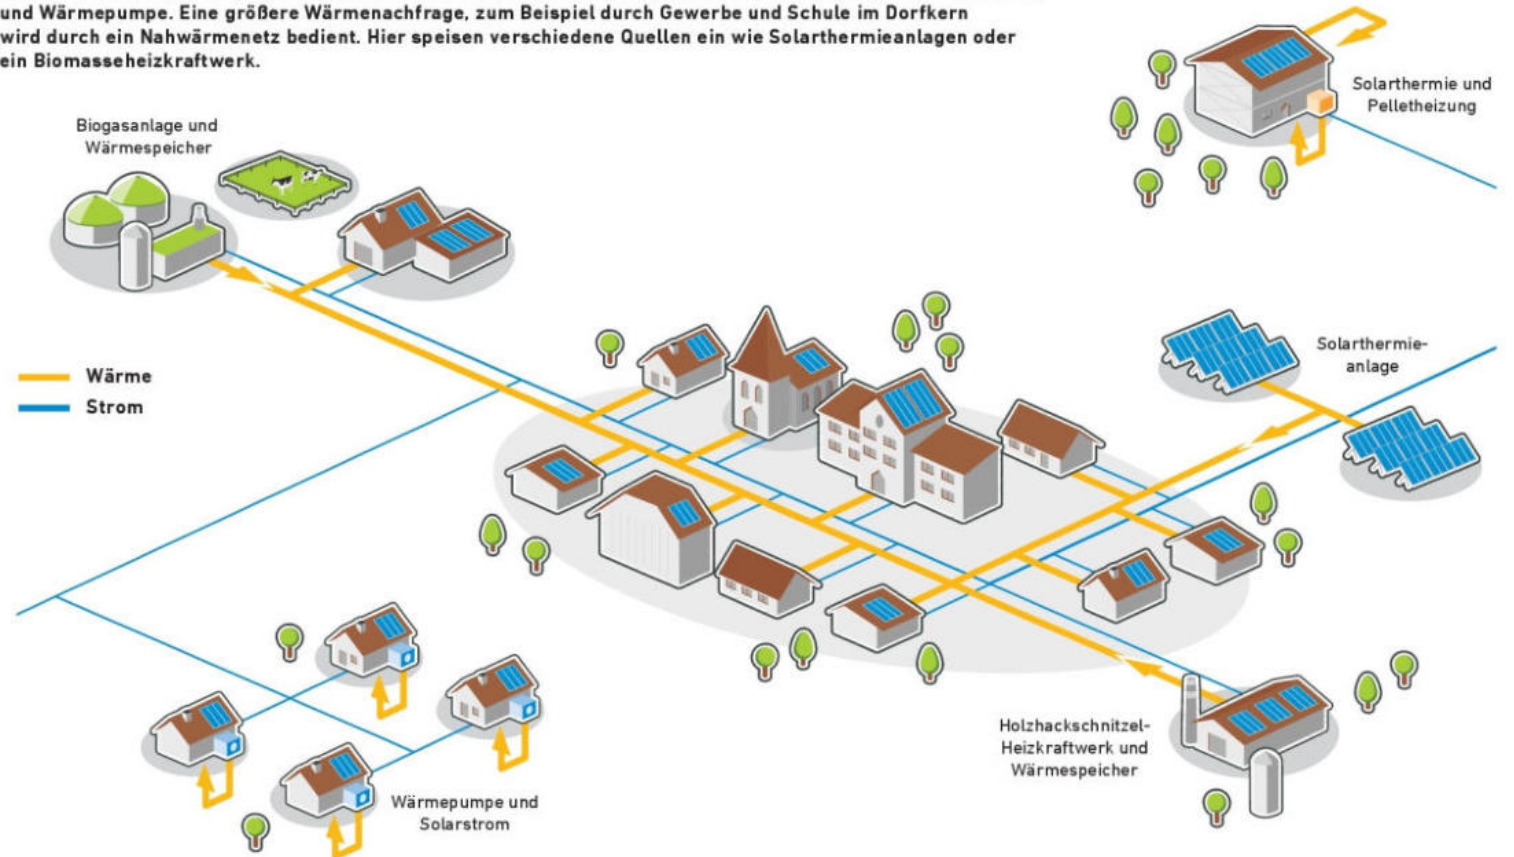 und Wärmepumpe. Eine größere Wärmenachfrage, zum Beispiel durch Gewerbe und Schule im Dorfkern
wird durch ein Nahwärmenetz bedient. Hier speisen verschiedene Quellen ein wie Solarthermieanlagen oder
ein Biomasseheizkraftwerk.
Solarthermie und
Pelletheizung
Biogasanlage und
Wärmespeicher
Solarthermie-
anlage
Wärme
Strom
Holzhackschnitzel-
Heizkraftwerk und
Wärmespeicher
Wärmepumpe und
Solarstrom